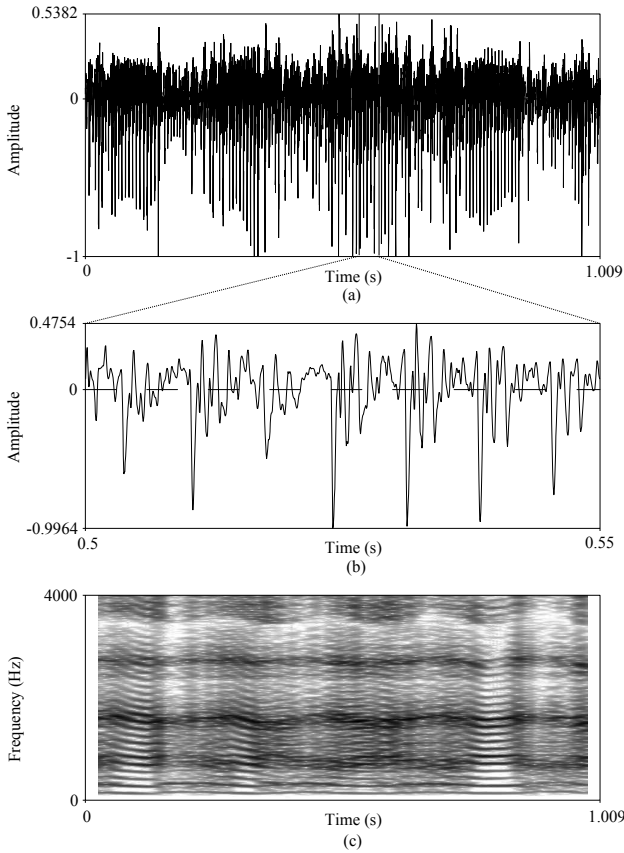 0.5382
Amplitude
0
-1
0
Time (s)
1.009
(a)
0.4754
Amplitude
0
-0.9964
0.5
Time (s)
0.55
(b)
4000
Frequency (Hz)
0
0
Time (s)
1.009
(c)